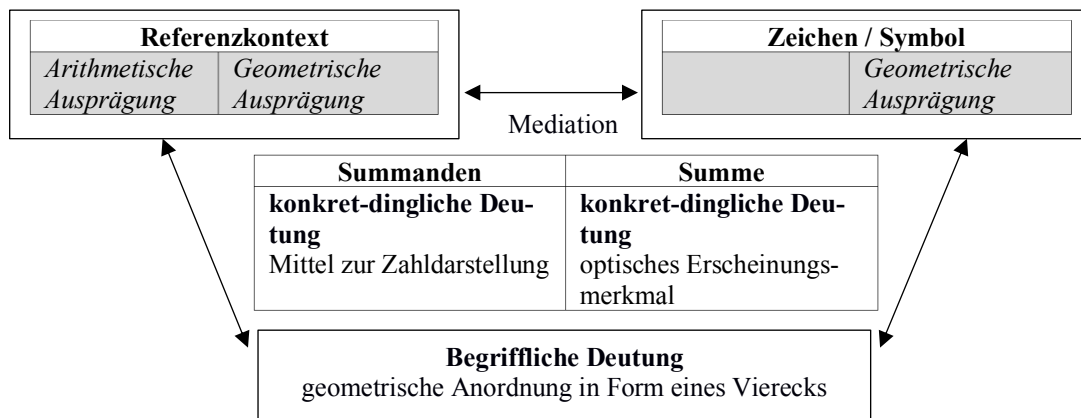 Referenzkontext
Arithmetische Ausprägung
Geometrische Ausprägung
Zeichen / Symbol
Geometrische Ausprägung
Mediation
Summanden
Summe
konkret-dingliche Deu-
tung
Mittel zur Zahldarstellung
konkret-dingliche Deu-
tung
optisches Erscheinungs-
merkmal
Begriffliche Deutung
geometrische Anordnung in Form eines Vierecks